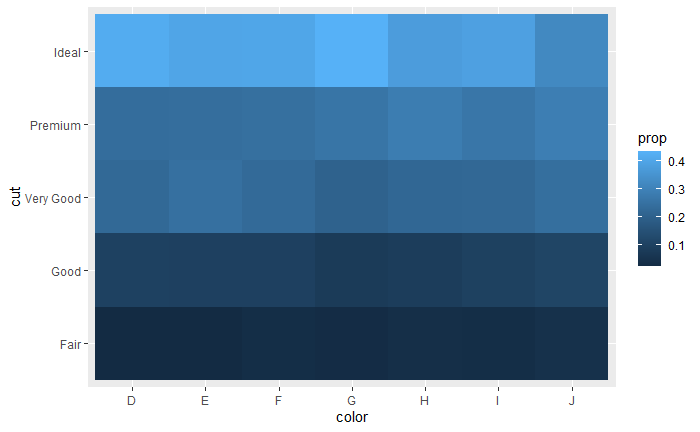 Ideal
Premium
Very Good
Good
Fair
cut
D E F G H I J
color
prop
0.4
0.3
0.2
0.1